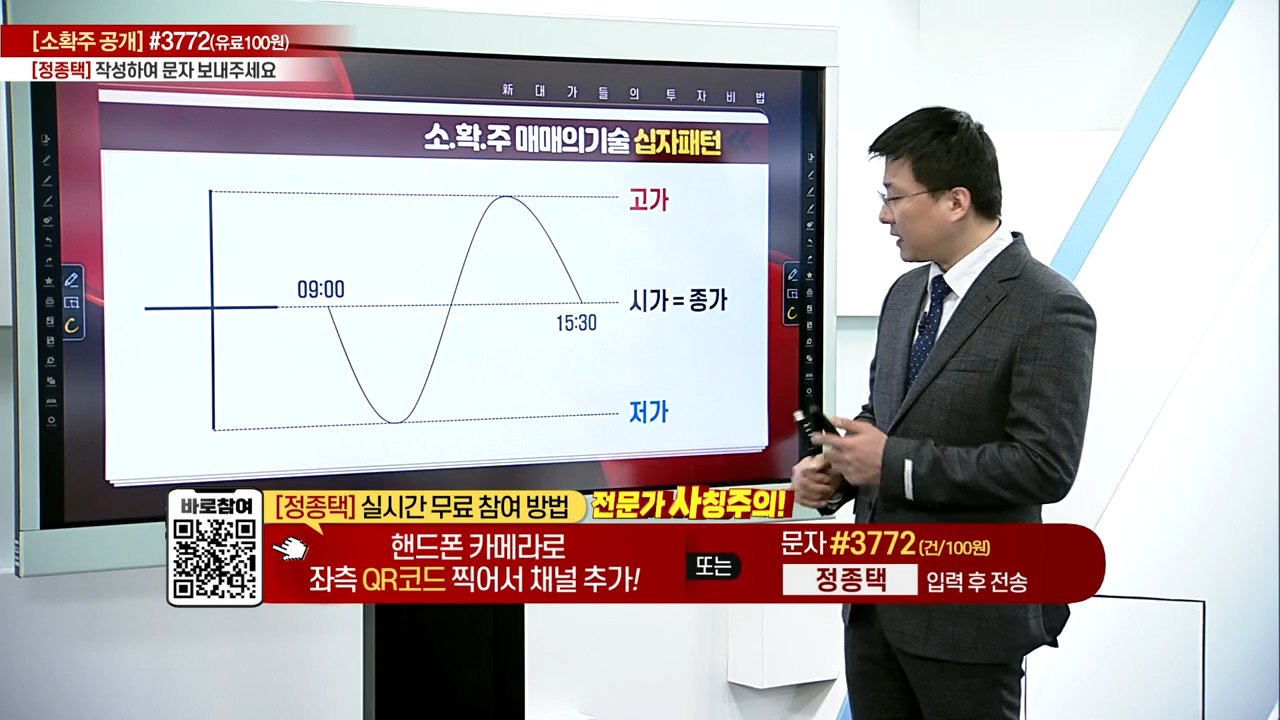 [소확주 공개] #3772(유료100원)
[정종택] 작성하여 문자 보내주세요
新 대가들의 투자비법
소.확.주 매매의기술 십자패턴
고가
09:00
시가 = 종가
15:30
저가
바로참여
[정종택] 실시간 무료 참여 방법
전문가 사칭주의!
핸드폰 카메라로
좌측 QR코드 찍어서 채널 추가!
또는
문자 #3772 (건/100원)
정종택 입력 후 전송